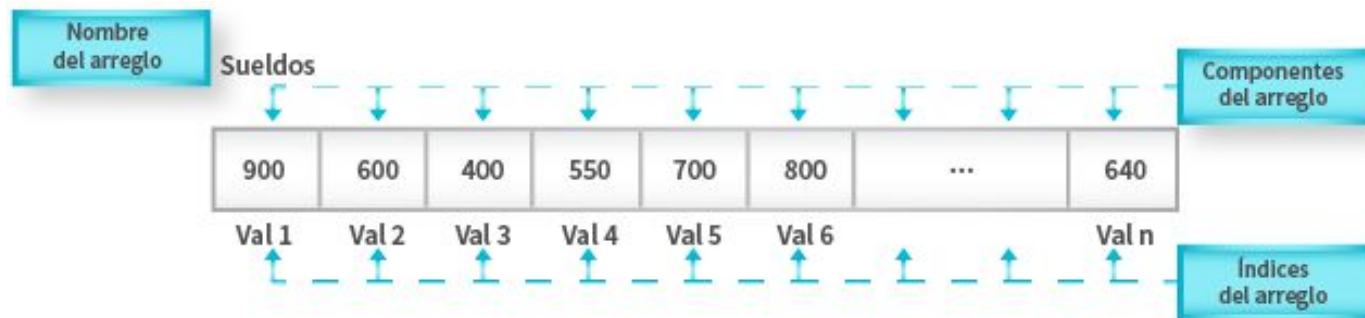 Nombre
del arreglo
Sueldos
Componentes
del arreglo
900 600 400 550 700 800 ... 640
Val 1 Val 2 Val 3 Val 4 Val 5 Val 6 Val n
Índices
del arreglo